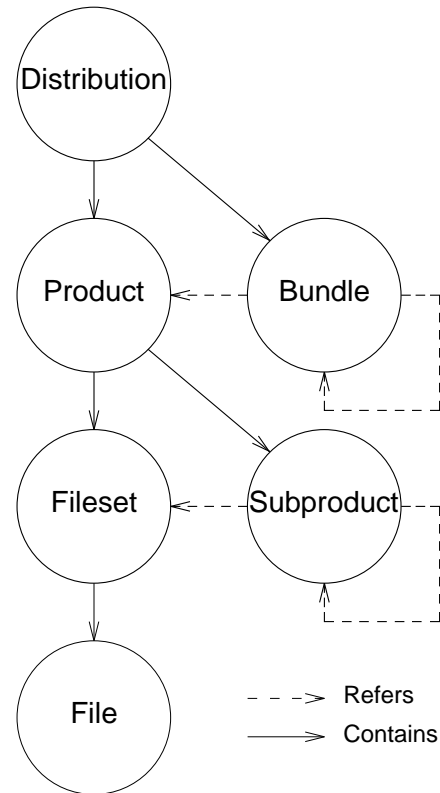 Distribution
Product
Bundle
Fileset
Subproduct
File
Refers
Contains